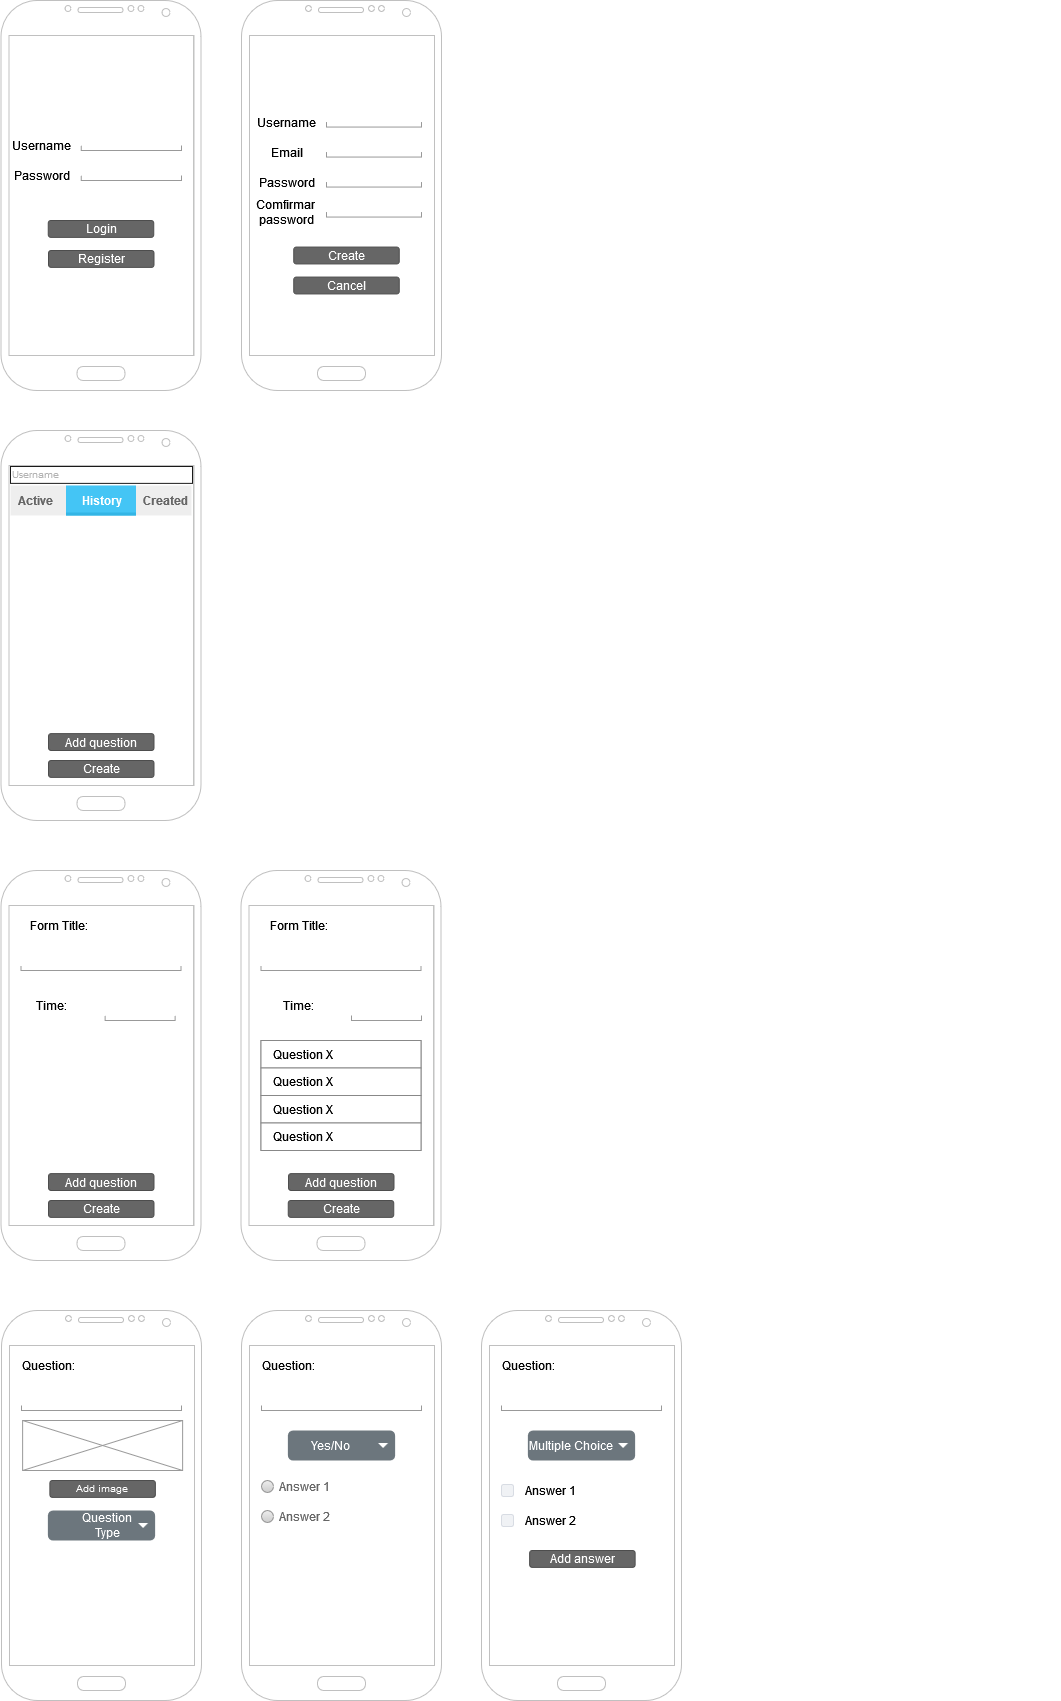 Username
Password
Login
Register
Username
Email
Password
Comfirmar
password
Create
Cancel
Username
Active History Created
Add question
Create
Form Title:
Time:
Add question
Create
Form Title:
Time:
Question X
Question X
Question X
Question X
Add question
Create
Question:
Add image
Question
Type
Question:
Yes/No
Answer 1
Answer 2
Question:
Multiple Choice
Answer 1
Answer 2
Add answer